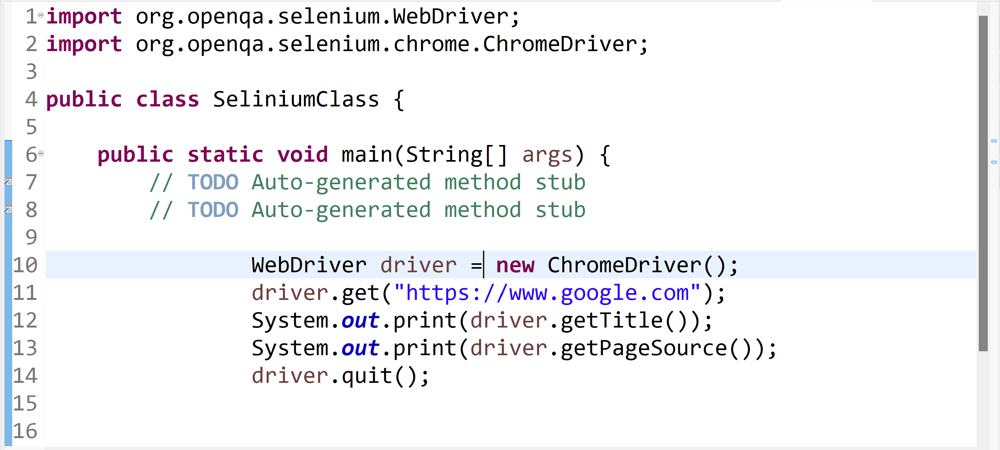 1 import org.openqa.selenium.WebDriver;
2 import org.openqa.selenium.chrome.ChromeDriver;
3
4 public class SeliniumClass {
5
6 public static void main(String[] args) {
7 // TODO Auto-generated method stub
8 // TODO Auto-generated method stub
9
10 WebDriver driver = new ChromeDriver();
11 driver.get("https://www.google.com");
12 System.out.print(driver.getTitle());
13 System.out.print(driver.getPageSource());
14 driver.quit();
15
16